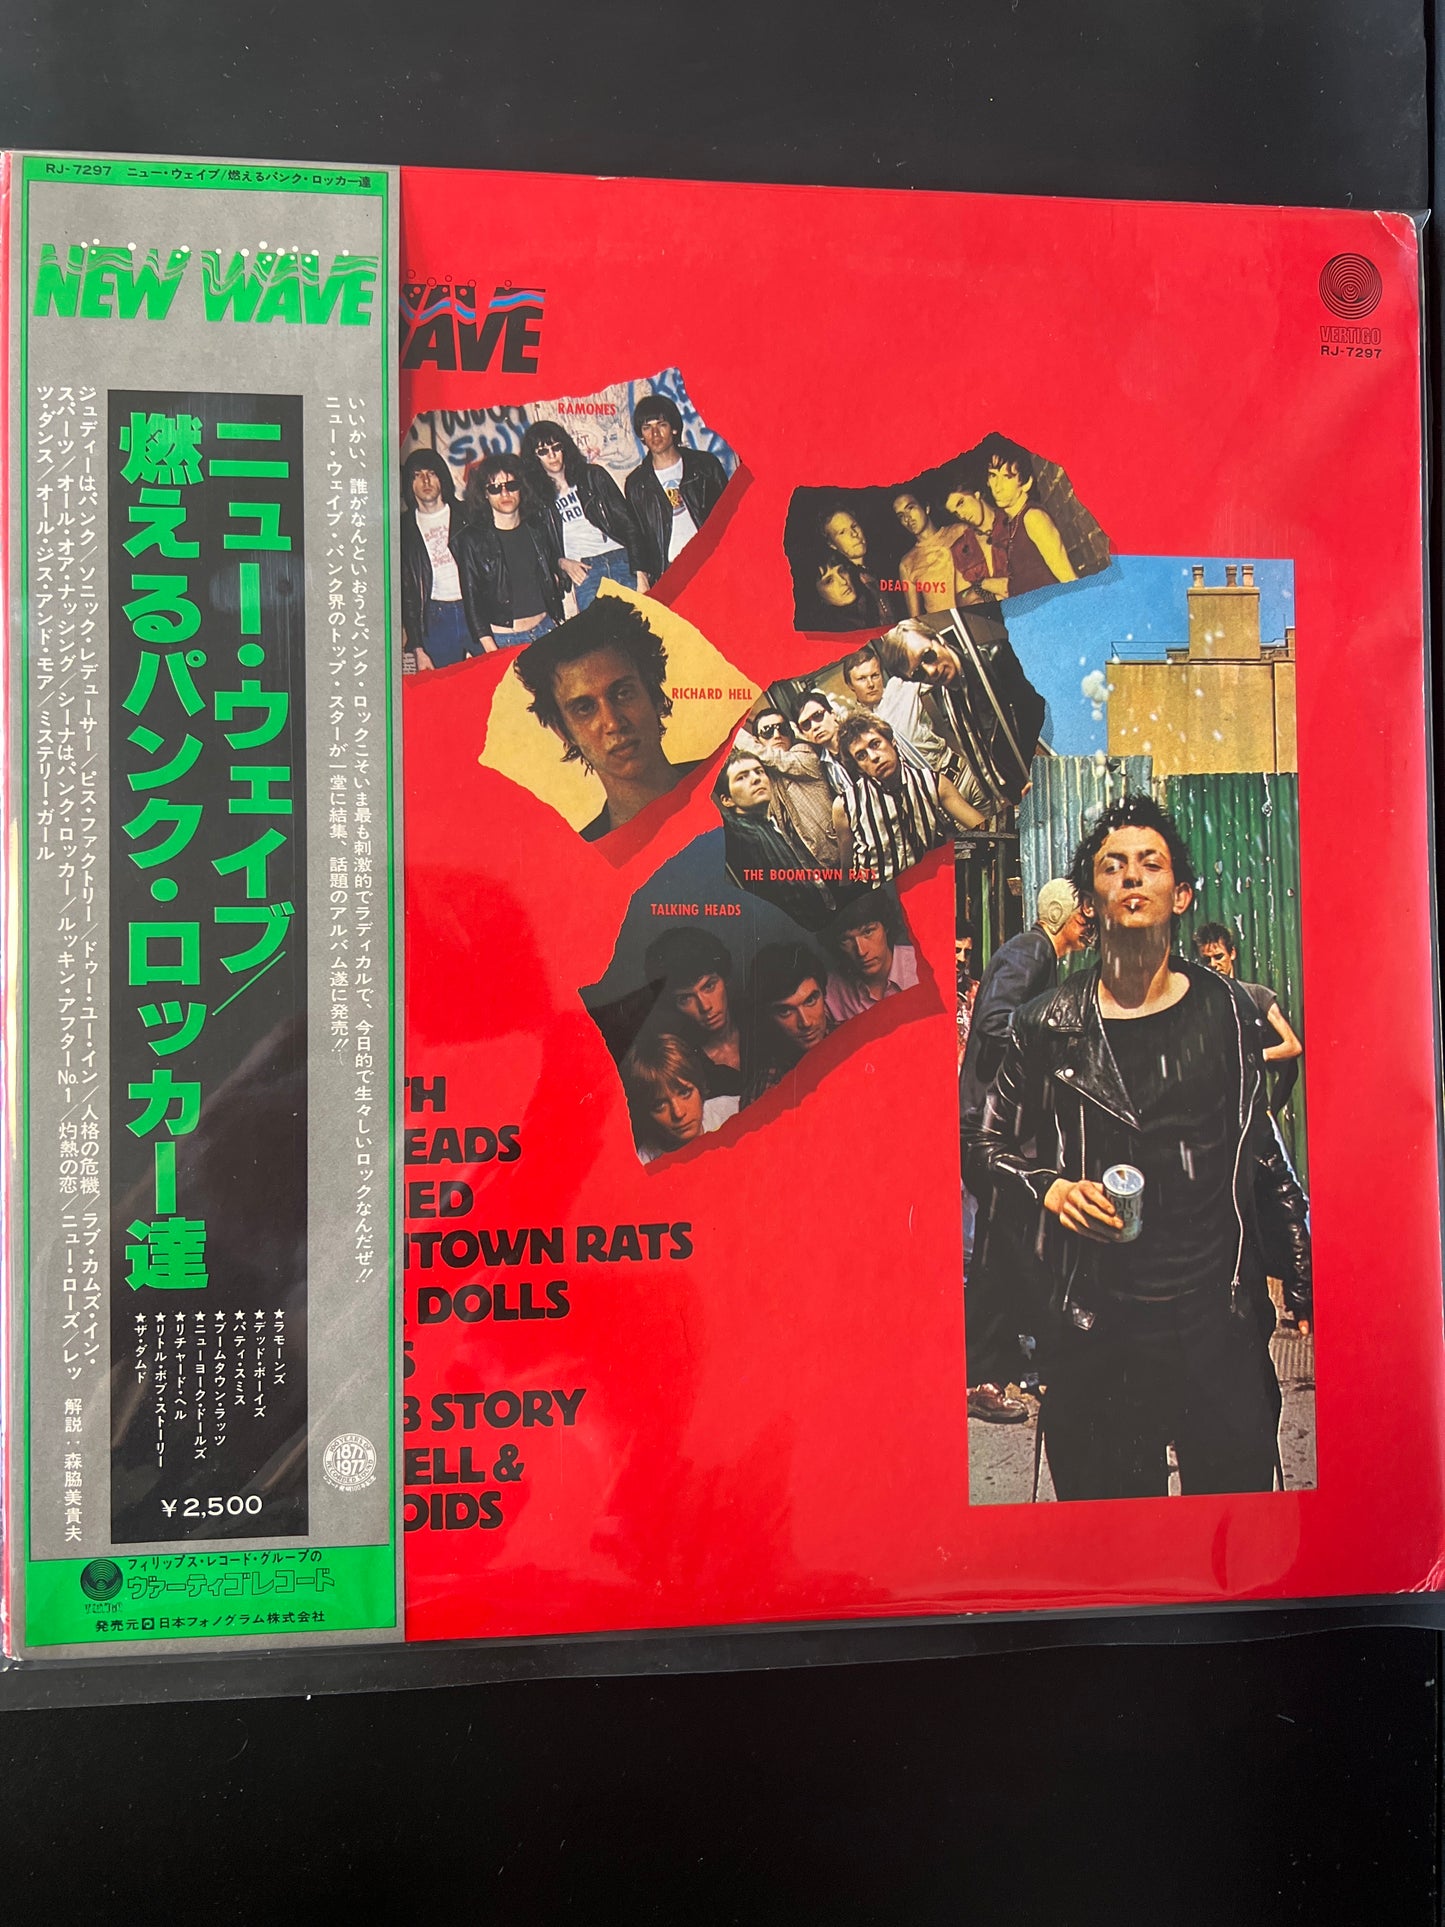 RJ-7297 ニュー・ウェイブ/燃えるパンク・ロッカー達
NEW WAVE
いいかい、誰がなんといおうとパンク・ロックこそいま最も刺激的でラディカルで、今日的で生々しいロックなんだぜ!!
ニュー・ウェイブ・パンク界のトップ・スターが一堂に結集、話題のアルバム遂に発売!!
ニュー・ウェイブ/
燃えるパンク・ロッカー達
★ラモーンズ
★デッド・ボーイズ
★パティ・スミス
★ブームタウン・ラッツ
★ニューヨーク・ドールズ
★リチャード・ヘル
★リトル・ボブ・ストーリー
★ザ・ダムド
¥2,500
ジュディーはパンク/ソニック・レデューサー/ピス・ファクトリー/ドゥー・ユー・イン/人格の危機/ラブ・カムズ・イン・
スパーツ/オール・オア・ナッシング/シーナはパンク・ロッカー/ルッキン・アフターNo.1/灼熱の恋/ニュー・ローズ/レッ
ツ・ダンス/オール・ジス・アンド・モア/ミステリー・ガール
解説:森脇美貴夫
1877
1977
フィリップス・レコード・グループの
ヴァーティゴレコード
VERTIGO
発売元 日本フォノグラム株式会社
WAVE
VERTIGO
RJ-7297
RAMONES
DEAD BOYS
RICHARD HELL
THE BOOMTOWN RATS
TALKING HEADS
TH
EADS
ED
TOWN RATS
DOLLS
S
B STORY
ELL &
OIDS